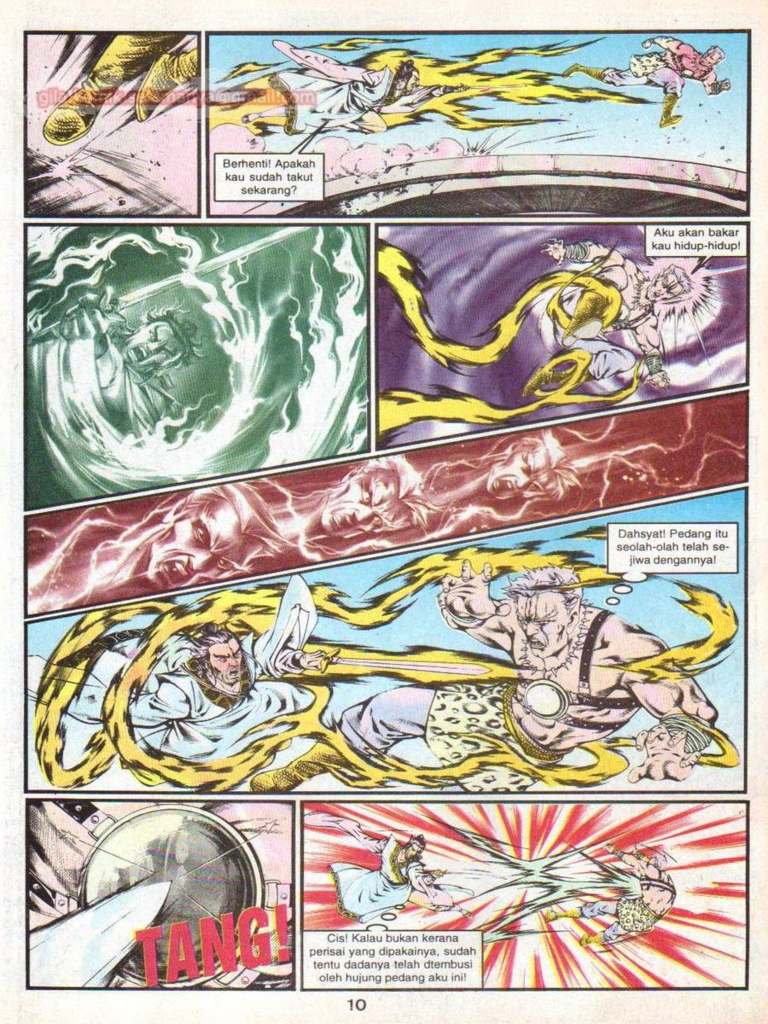 Berhenti! Apakah
kau sudah takut
sekarang?
Aku akan bakar
kau hidup-hidup!
Dahsyat! Pedang itu
seolah-olah telah se-
jiwa dengannya!
TANG!
Cis! Kalau bukan kerana
perisai yang dipakainya, sudah
tentu dadanya telah dtembusi
oleh hujung pedang aku ini!
10